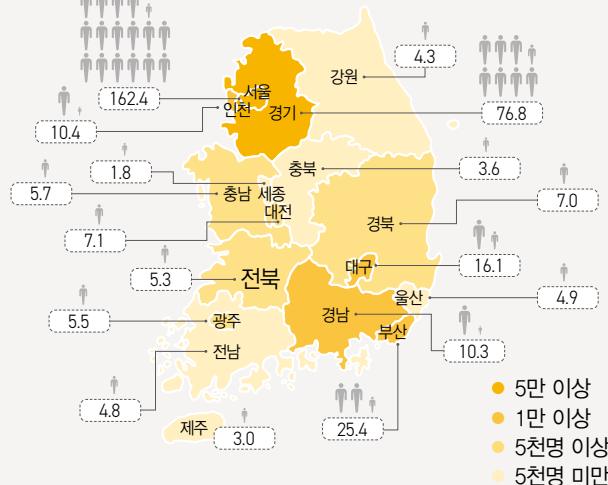 4.3
강원
서울
162.4
인천
경기
76.8
10.4
1.8
충북
3.6
5.7
충남
세종
7.0
대전
경북
7.1
대구
16.1
5.3
전북
울산
4.9
5.5
광주
경남
부산
전남
10.3
4.8
제주
3.0
25.4
5만 이상
1만 이상
5천명 이상
5천명 미만